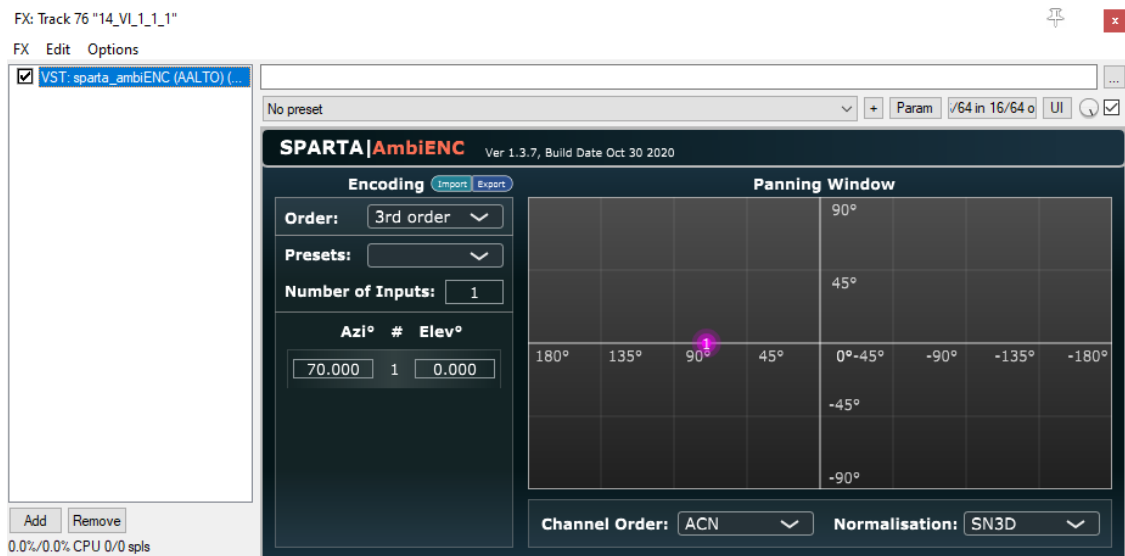 FX: Track 76 "14_VI_1_1_1"
x
FX Edit Options
VST: sparta_ambiENC (AALTO) (...
...
No preset
+ Param √64 in 16/64 o UI
SPARTA|AmbiENC Ver 1.3.7, Build Date Oct 30 2020
Encoding Import Export
Panning Window
Order: 3rd order
Presets:
Number of Inputs: 1
Azi° # Elev°
70.000 1 0.000
90°
45°
1
180° 135° 90° 45° 0° -45° -90° -135° -180°
-45°
-90°
Channel Order: ACN Normalisation: SN3D
Add Remove
0.0%/0.0% CPU 0/0 spls